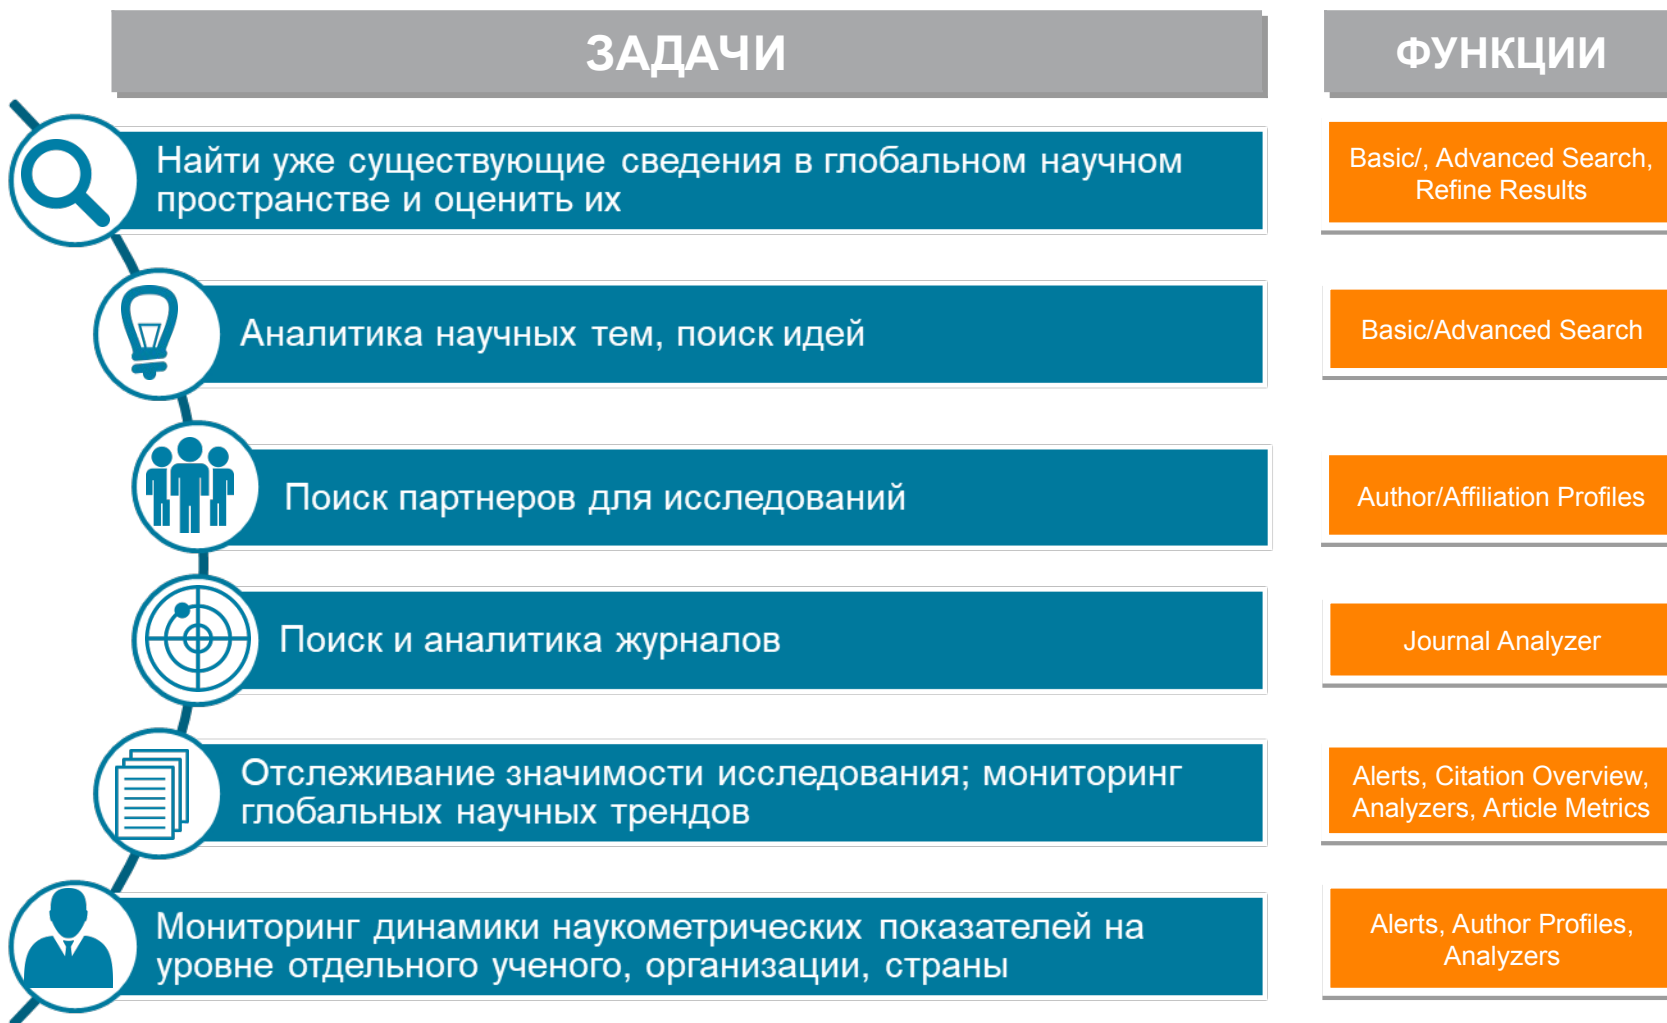 ЗАДАЧИ
ФУНКЦИИ
Найти уже существующие сведения в глобальном научном
пространстве и оценить их
Basic/, Advanced Search,
Refine Results
Аналитика научных тем, поиск идей
Basic/Advanced Search
Поиск партнеров для исследований
Author/Affiliation Profiles
Поиск и аналитика журналов
Journal Analyzer
Отслеживание значимости исследования; мониторинг
глобальных научных трендов
Alerts, Citation Overview,
Analyzers, Article Metrics
Мониторинг динамики наукометрических показателей на
уровне отдельного ученого, организации, страны
Alerts, Author Profiles,
Analyzers